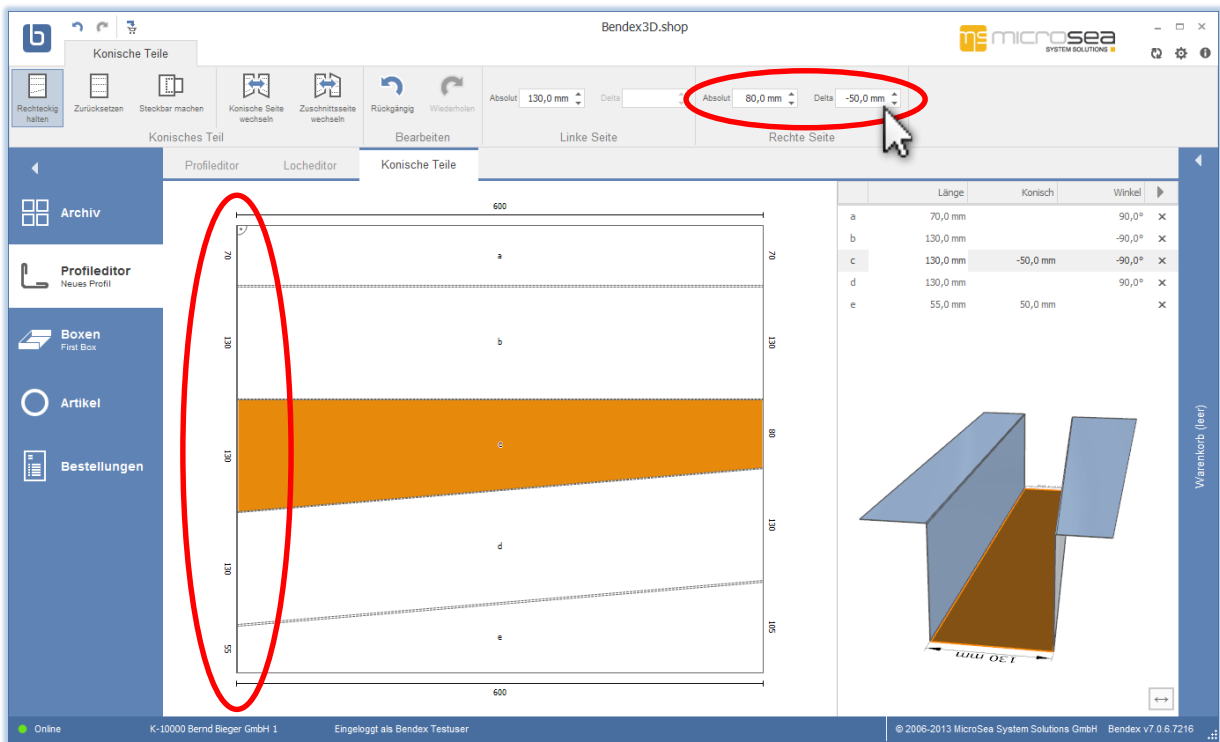 Bendex3D.shop
b
ms microsea
SYSTEM SOLUTIONS
Konische Teile
Rechteckig halten
Zurücksetzen
Steckbar machen
Konische Seite wechseln
Zuschnittsseite wechseln
Rückgängig
Wiederholen
Absolut 130,0 mm
Delta
Absolut 80,0 mm
Delta -50,0 mm
Konisches Teil
Bearbeiten
Linke Seite
Rechte Seite
Profileditor
Locheditor
Konische Teile
Archiv
Profileditor
Neues Profil
Boxen
First Box
Artikel
Bestellungen
600
70
a
70
130
b
130
130
c
80
130
d
130
55
e
105
600
Länge Konisch Winkel
a 70,0 mm 90,0° ×
b 130,0 mm -90,0° ×
c 130,0 mm -50,0 mm -90,0° ×
d 130,0 mm 90,0° ×
e 55,0 mm 50,0 mm ×
130 mm
Warenkorb (leer)
Online
K-10000 Bernd Bieger GmbH 1
Eingeloggt als Bendex Testuser
© 2006-2013 MicroSea System Solutions GmbH
Bendex v7.0.6.7216